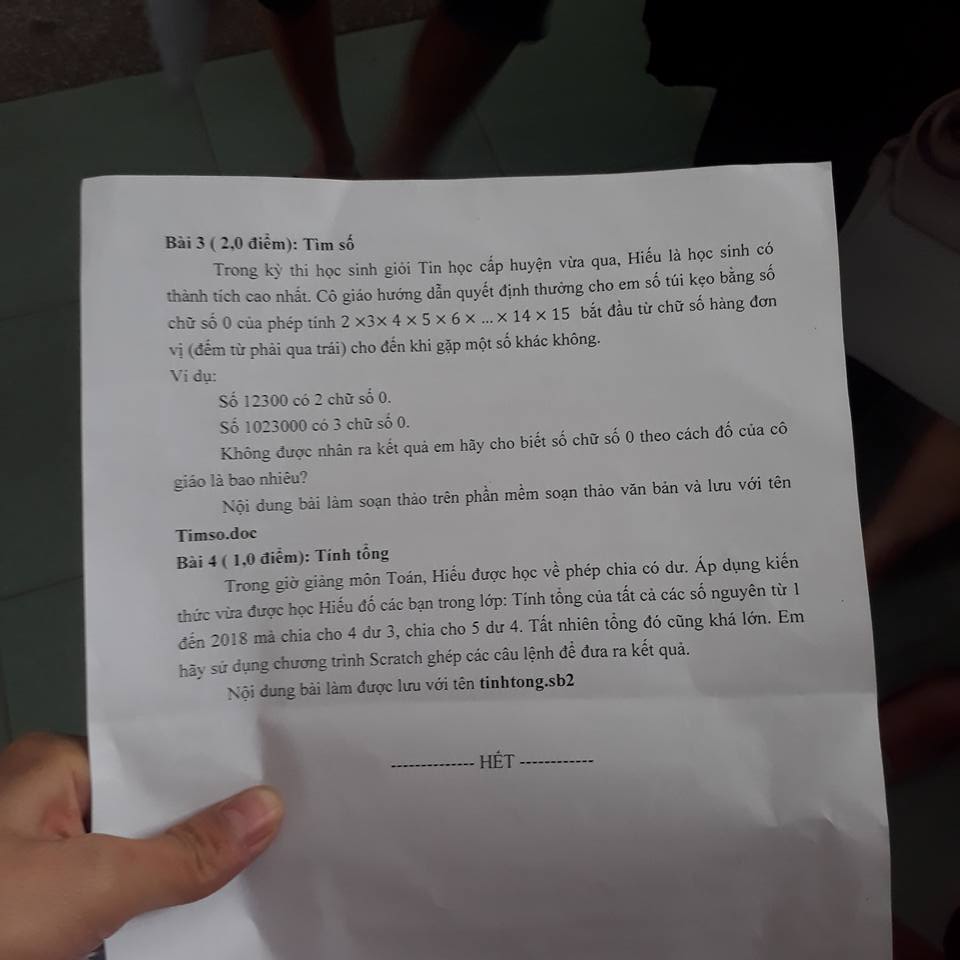 Bài 3 ( 2,0 điểm): Tìm số
Trong kỳ thi học sinh giỏi Tin học cấp huyện vừa qua, Hiếu là học sinh có
thành tích cao nhất. Cô giáo hướng dẫn quyết định thưởng cho em số túi kẹo bằng số
chữ số 0 của phép tính 2 ×3× 4 × 5 × 6 × ... × 14 × 15 bắt đầu từ chữ số hàng đơn
vị (đếm từ phải qua trái) cho đến khi gặp một số khác không.
Ví dụ:
Số 12300 có 2 chữ số 0.
Số 1023000 có 3 chữ số 0.
Không được nhân ra kết quả em hãy cho biết số chữ số 0 theo cách đố của cô
giáo là bao nhiêu?
Nội dung bài làm soạn thảo trên phần mềm soạn thảo văn bản và lưu với tên
Timso.doc
Bài 4 ( 1,0 điểm): Tính tổng
Trong giờ giảng môn Toán, Hiếu được học về phép chia có dư. Áp dụng kiến
thức vừa được học Hiếu đố các bạn trong lớp: Tính tổng của tất cả các số nguyên từ 1
đến 2018 mà chia cho 4 dư 3, chia cho 5 dư 4. Tất nhiên tổng đó cũng khá lớn. Em
hãy sử dụng chương trình Scratch ghép các câu lệnh để đưa ra kết quả.
Nội dung bài làm được lưu với tên tinhtong.sb2
-------------- HẾT ------------